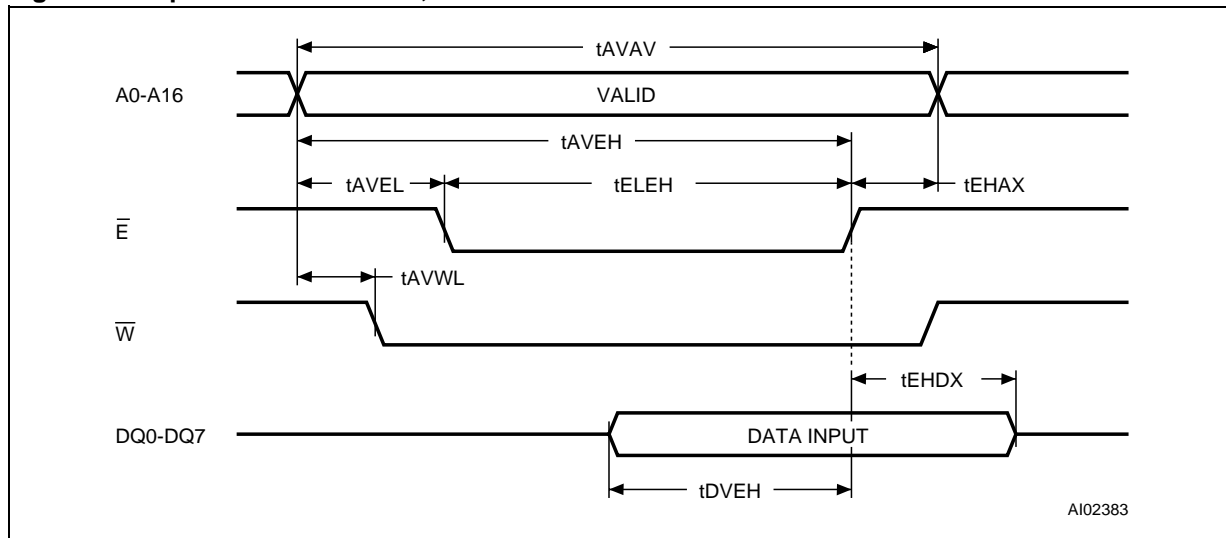 tAVAV
A0-A16
VALID
tAVEH
tAVEL
tELEH
tEHAX
E̅
tAVWL
W̅
tEHDX
DQ0-DQ7
DATA INPUT
tDVEH
AI02383